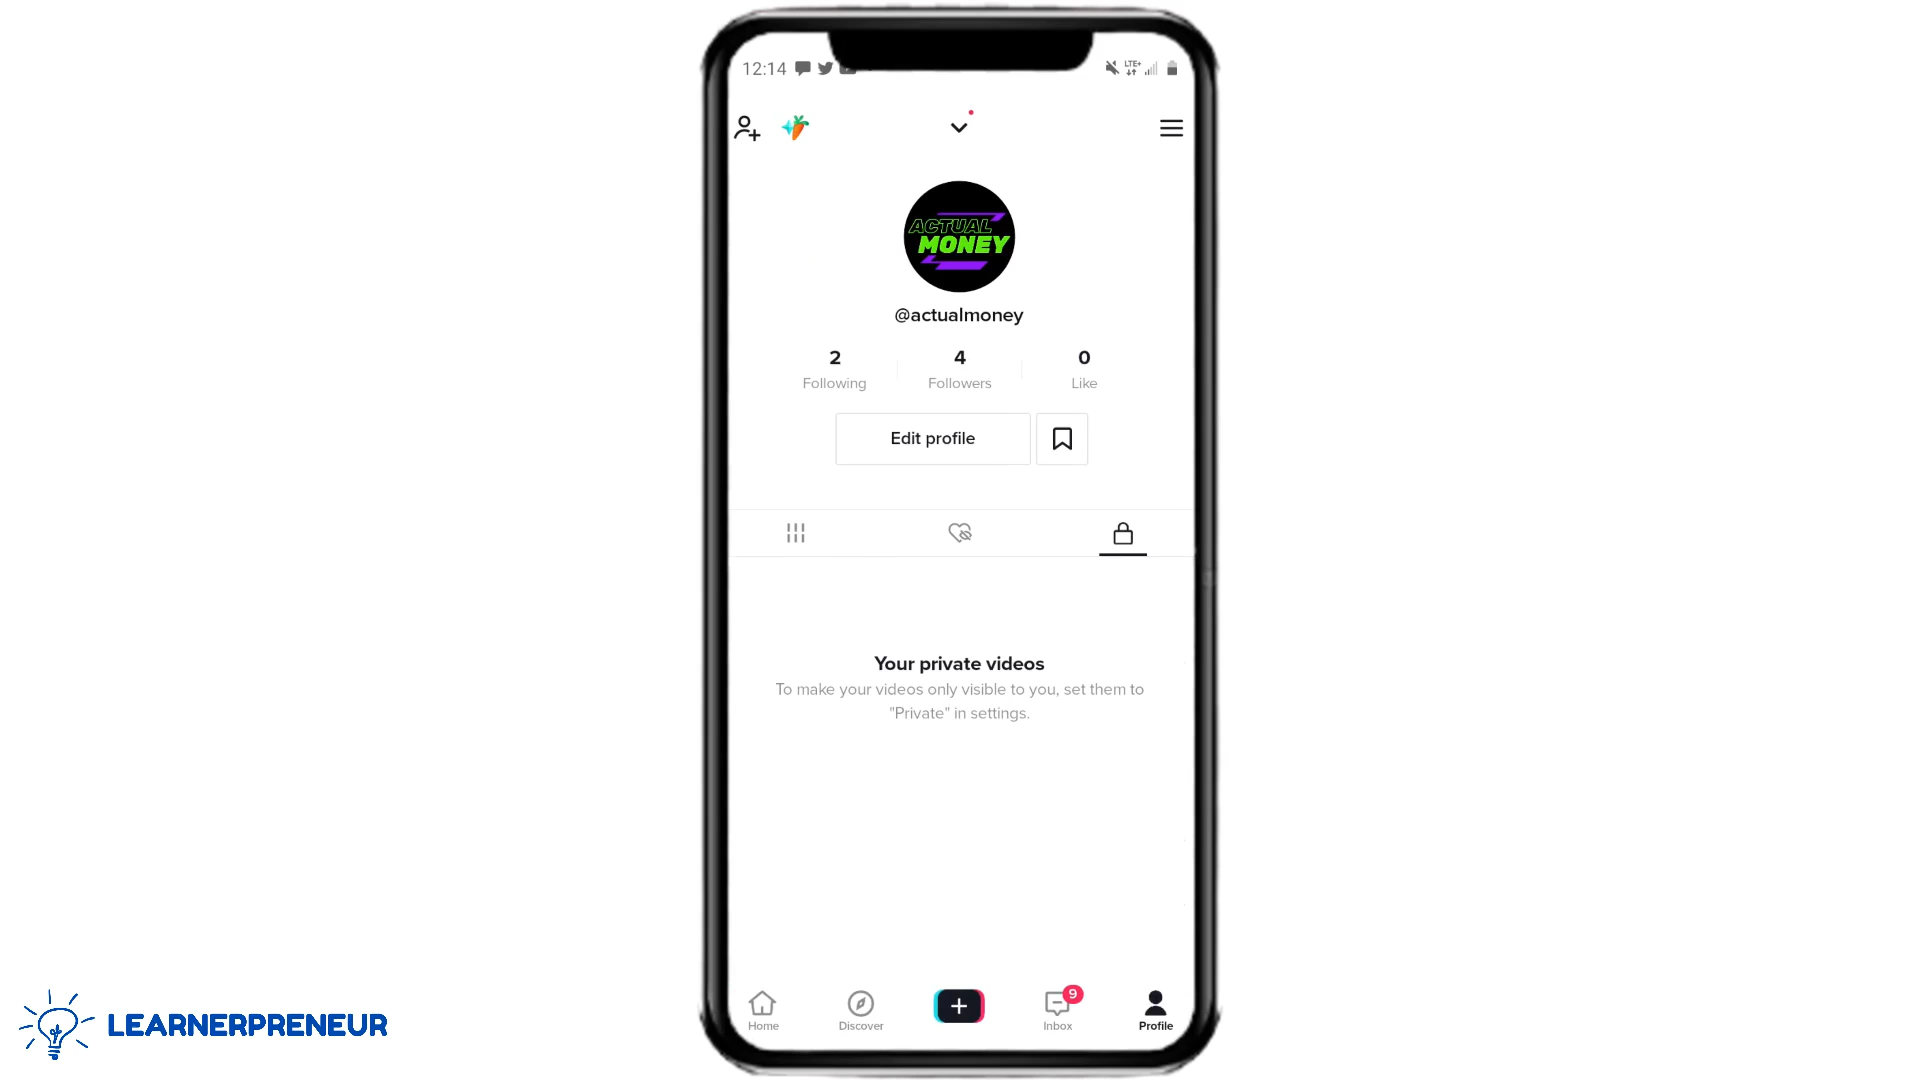 12:14
LTE+
ACTUAL
MONEY
@actualmoney
2 4 0
Following Followers Like
Edit profile
Your private videos
To make your videos only visible to you, set them to
"Private" in settings.
9
Home Discover Inbox Profile
LEARNERPRENEUR